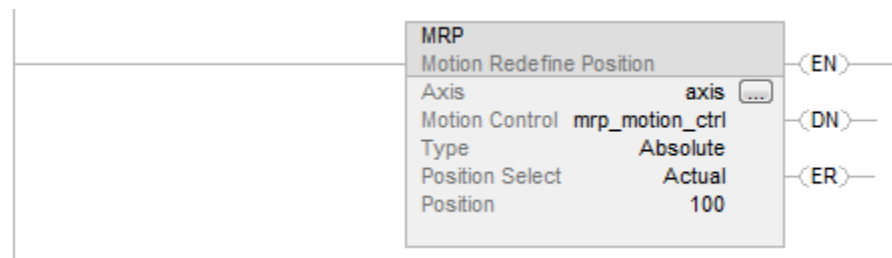 MRP
Motion Redefine Position (EN)
Axis axis ...
Motion Control mrp_motion_ctrl (DN)
Type Absolute
Position Select Actual (ER)
Position 100